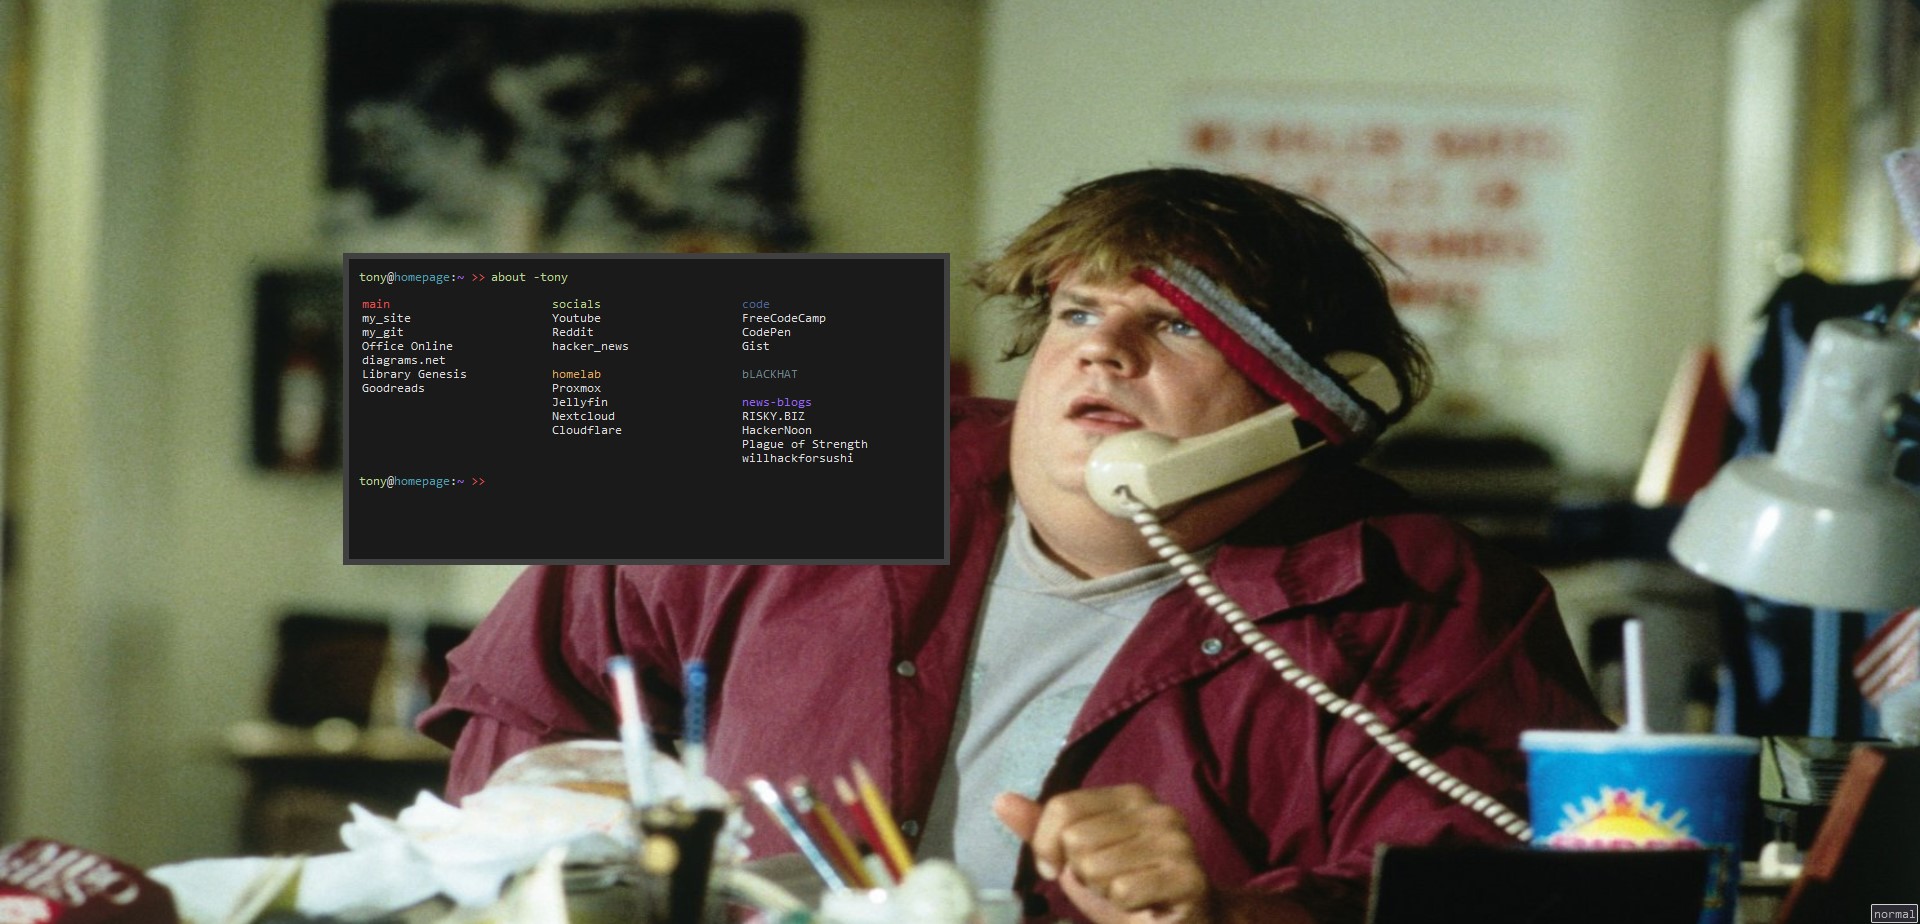 tony@homepage:~ >> about -tony
main
my_site
my_git
Office Online
diagrams.net
Library Genesis
Goodreads
socials
Youtube
Reddit
hacker_news
homelab
Proxmox
Jellyfin
Nextcloud
Cloudflare
code
FreeCodeCamp
CodePen
Gist
bLACKHAT
news-blogs
RISKY.BIZ
HackerNoon
Plague of Strength
willhackforsushi
tony@homepage:~ >>
normal